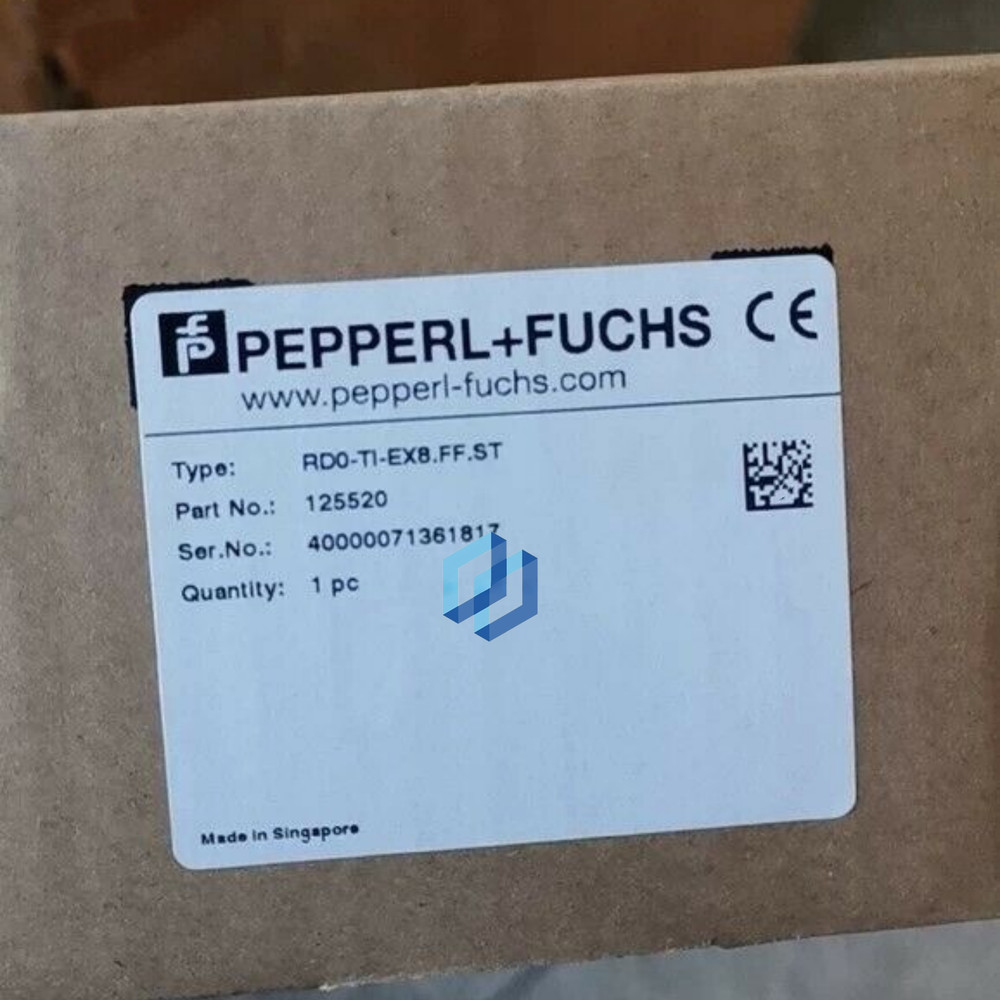 PEPPERL+FUCHS CE
www.pepperl-fuchs.com
Type: RD0-TI-EX8.FF.ST
Part No.: 125520
Ser.No.: 40000071361817
Quantity: 1 pc
Made in Singapore